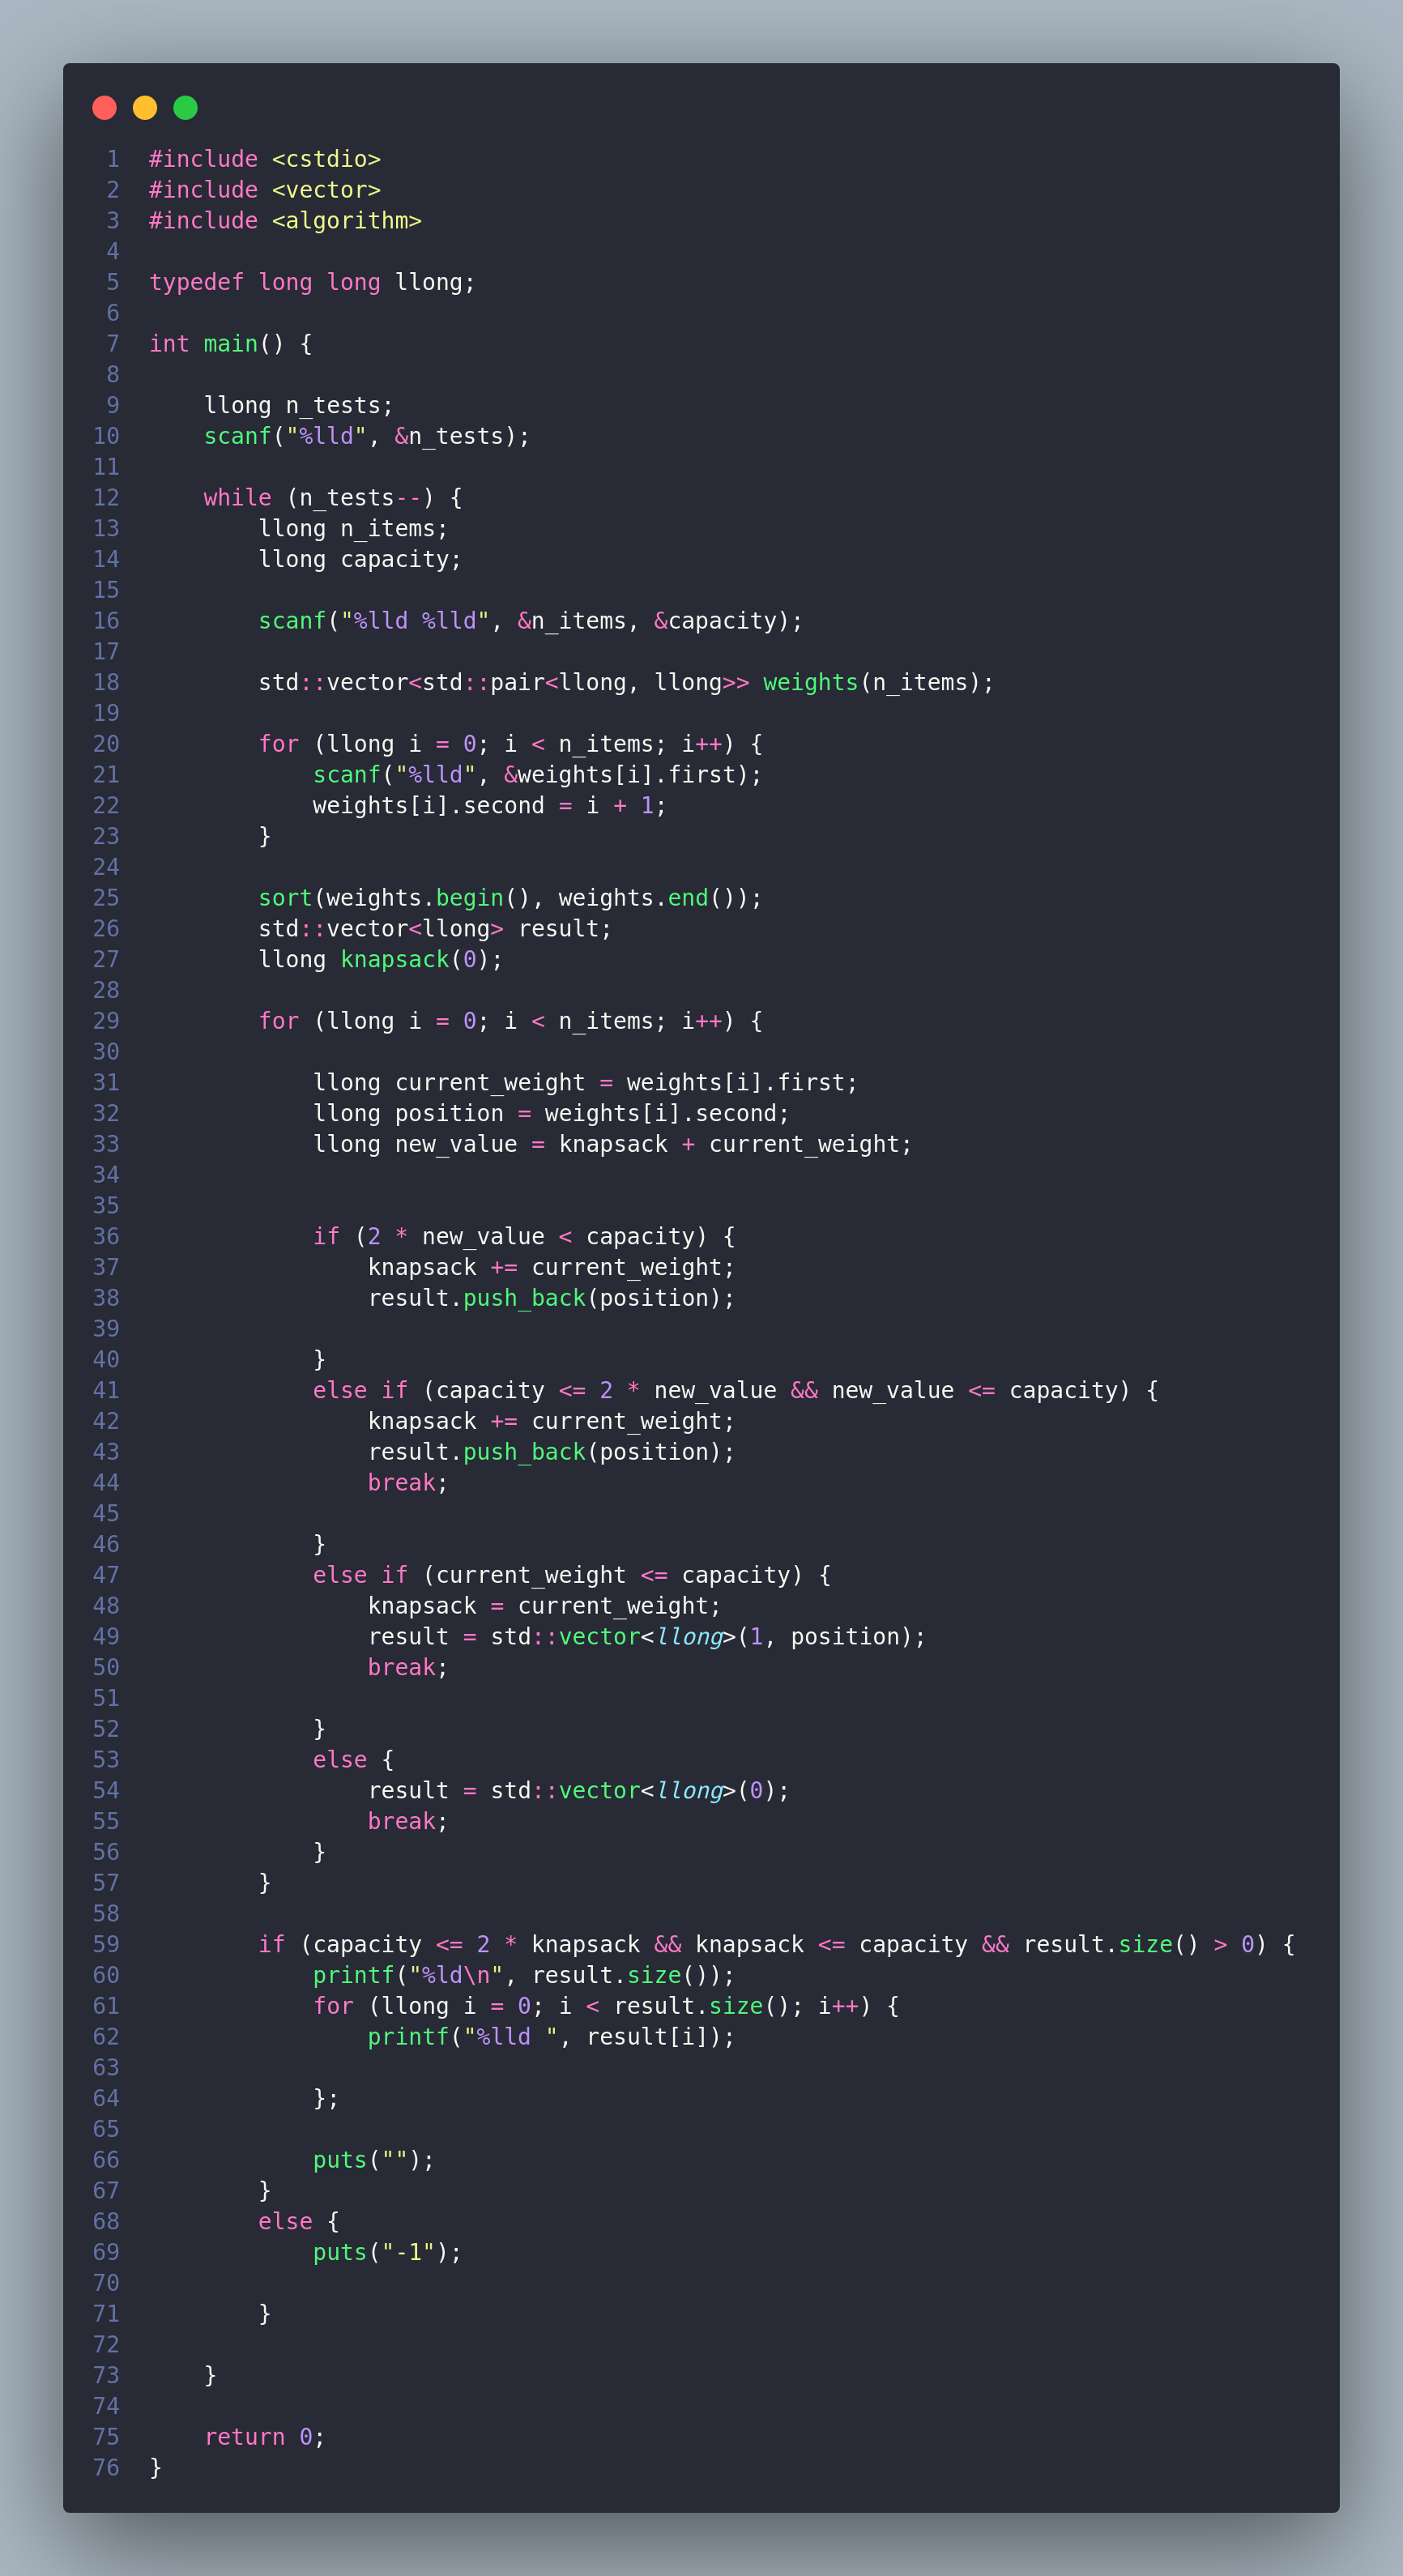 1 #include <cstdio>
2 #include <vector>
3 #include <algorithm>
4
5 typedef long long llong;
6
7 int main() {
8
9     llong n_tests;
10     scanf("%lld", &n_tests);
11
12     while (n_tests--) {
13         llong n_items;
14         llong capacity;
15
16         scanf("%lld %lld", &n_items, &capacity);
17
18         std::vector<std::pair<llong, llong>> weights(n_items);
19
20         for (llong i = 0; i < n_items; i++) {
21             scanf("%lld", &weights[i].first);
22             weights[i].second = i + 1;
23         }
24
25         sort(weights.begin(), weights.end());
26         std::vector<llong> result;
27         llong knapsack(0);
28
29         for (llong i = 0; i < n_items; i++) {
30
31             llong current_weight = weights[i].first;
32             llong position = weights[i].second;
33             llong new_value = knapsack + current_weight;
34
35
36             if (2 * new_value < capacity) {
37                 knapsack += current_weight;
38                 result.push_back(position);
39
40             }
41             else if (capacity <= 2 * new_value && new_value <= capacity) {
42                 knapsack += current_weight;
43                 result.push_back(position);
44                 break;
45
46             }
47             else if (current_weight <= capacity) {
48                 knapsack = current_weight;
49                 result = std::vector<llong>(1, position);
50                 break;
51
52             }
53             else {
54                 result = std::vector<llong>(0);
55                 break;
56             }
57         }
58
59         if (capacity <= 2 * knapsack && knapsack <= capacity && result.size() > 0) {
60             printf("%ld\n", result.size());
61             for (llong i = 0; i < result.size(); i++) {
62                 printf("%lld ", result[i]);
63
64             };
65
66             puts("");
67         }
68         else {
69             puts("-1");
70
71         }
72
73     }
74
75     return 0;
76 }